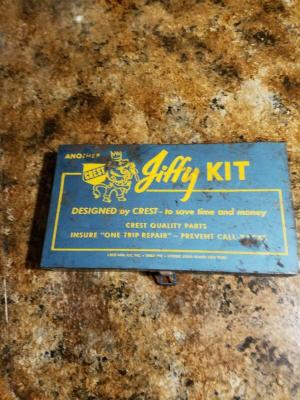 ANOTHER
CREST
Jiffy KIT
DESIGNED by CREST - to save time and money
CREST QUALITY PARTS
INSURE "ONE TRIP REPAIR" - PREVENT CALL-BACKS